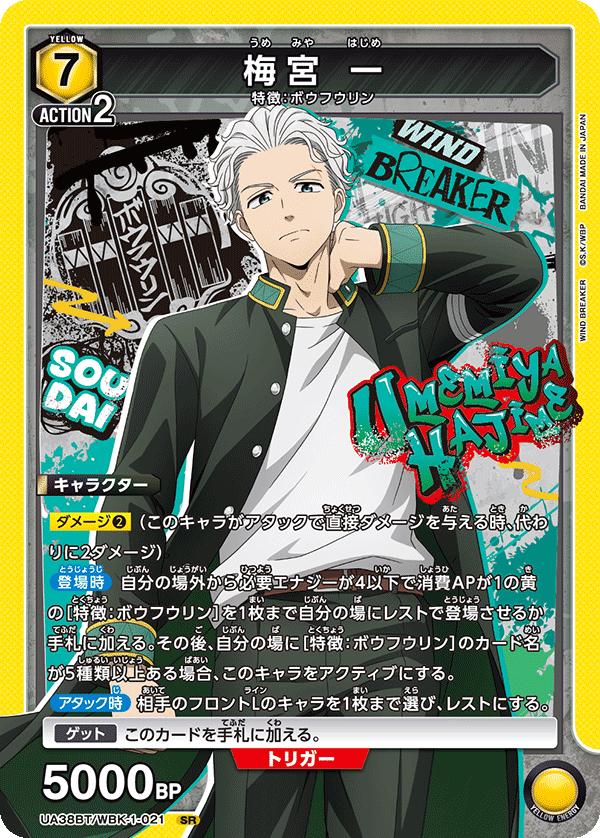 YELLOW
7
ACTION2
うめ みや はじめ
梅宮 一
特徴:ボウフウリン
WIND BREAKER ©S.K/WBP BANDAI MADE IN JAPAN
WIND
BREAKER
ボウフウリン
SOU
DAI
UMEMIYA
HAJIME
キャラクター
ダメージ❷ (このキャラがアタックで直接ダメージを与える時、代わ
りに2ダメージ)
登場時 自分の場外から必要エナジーが4以下で消費APが1の黄
の[特徴:ボウフウリン]を1枚まで自分の場にレストで登場させるか
手札に加える。その後、自分の場に[特徴:ボウフウリン]のカード名
が5種類以上ある場合、このキャラをアクティブにする。
アタック時 相手のフロントLのキャラを1枚まで選び、レストにする。
ゲット このカードを手札に加える。
トリガー
5000BP
UA38BT/WBK-1-021 SR
YELLOW ENERGY